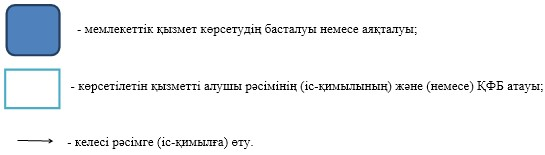 - мемлекеттік қызмет көрсетудің басталуы немесе аяқталуы;
- көрсетілетін қызметті алушы рәсімінің (іс-қимылының) және (немесе) ҚФБ атауы;
- келесі рәсімге (іс-қимылға) өту.